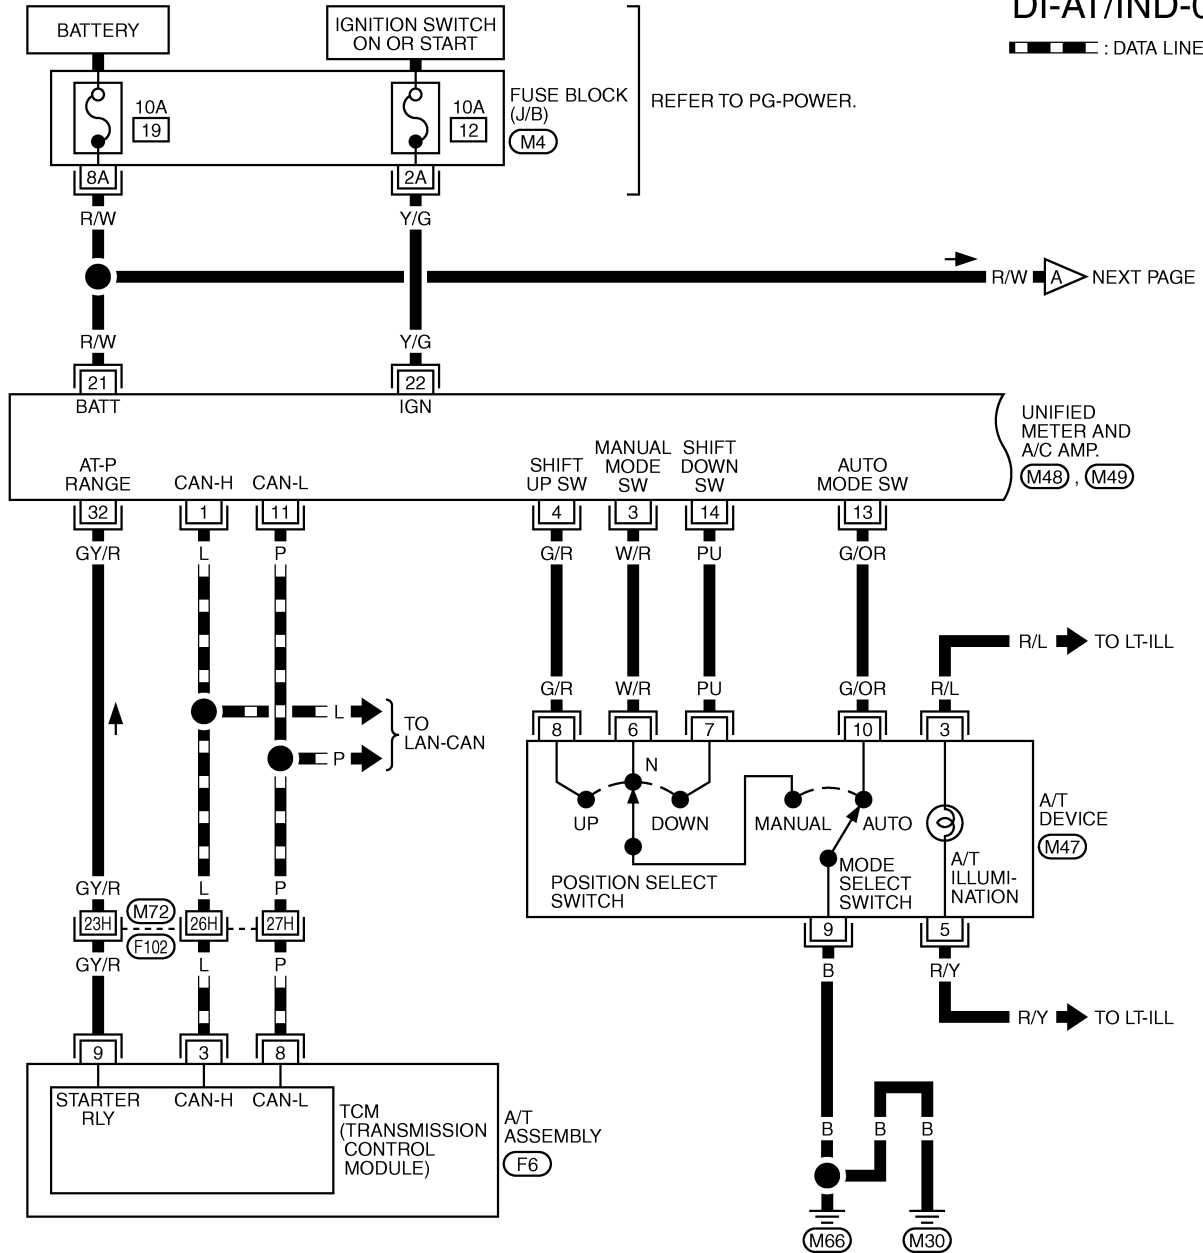 DI-AT/IND-0
: DATA LINE
BATTERY
IGNITION SWITCH
ON OR START
10A
19
10A
12
FUSE BLOCK
(J/B)
M4
REFER TO PG-POWER.
8A
2A
R/W
Y/G
R/W
A
NEXT PAGE
R/W
Y/G
21
22
BATT
IGN
UNIFIED
METER AND
A/C AMP.
M48 , M49
AT-P
RANGE
CAN-H
CAN-L
SHIFT
UP SW
MANUAL
MODE
SW
SHIFT
DOWN
SW
AUTO
MODE SW
32
1
11
4
3
14
13
GY/R
L
P
G/R
W/R
PU
G/OR
R/L
TO LT-ILL
G/R
W/R
PU
G/OR
R/L
L
P
TO
LAN-CAN
8
6
7
10
3
N
UP
DOWN
MANUAL
AUTO
POSITION SELECT
SWITCH
MODE
SELECT
SWITCH
A/T
ILLUMI-
NATION
A/T
DEVICE
M47
GY/R
L
P
23H
M72
F102
26H
27H
GY/R
L
P
9
5
B
R/Y
R/Y
TO LT-ILL
9
3
8
STARTER
RLY
CAN-H
CAN-L
TCM
(TRANSMISSION
CONTROL
MODULE)
A/T
ASSEMBLY
F6
B
B
B
M66
M30